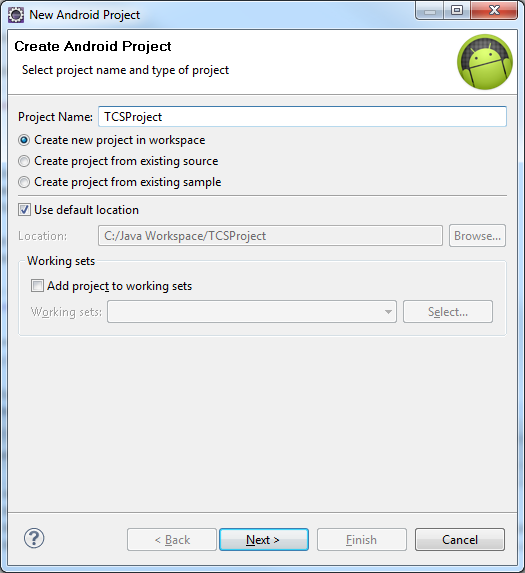 New Android Project
Create Android Project
Select project name and type of project
Project Name: TCSProject
Create new project in workspace
Create project from existing source
Create project from existing sample
Use default location
Location: C:/Java Workspace/TCSProject Browse...
Working sets
Add project to working sets
Working sets: Select...
? < Back Next > Finish Cancel